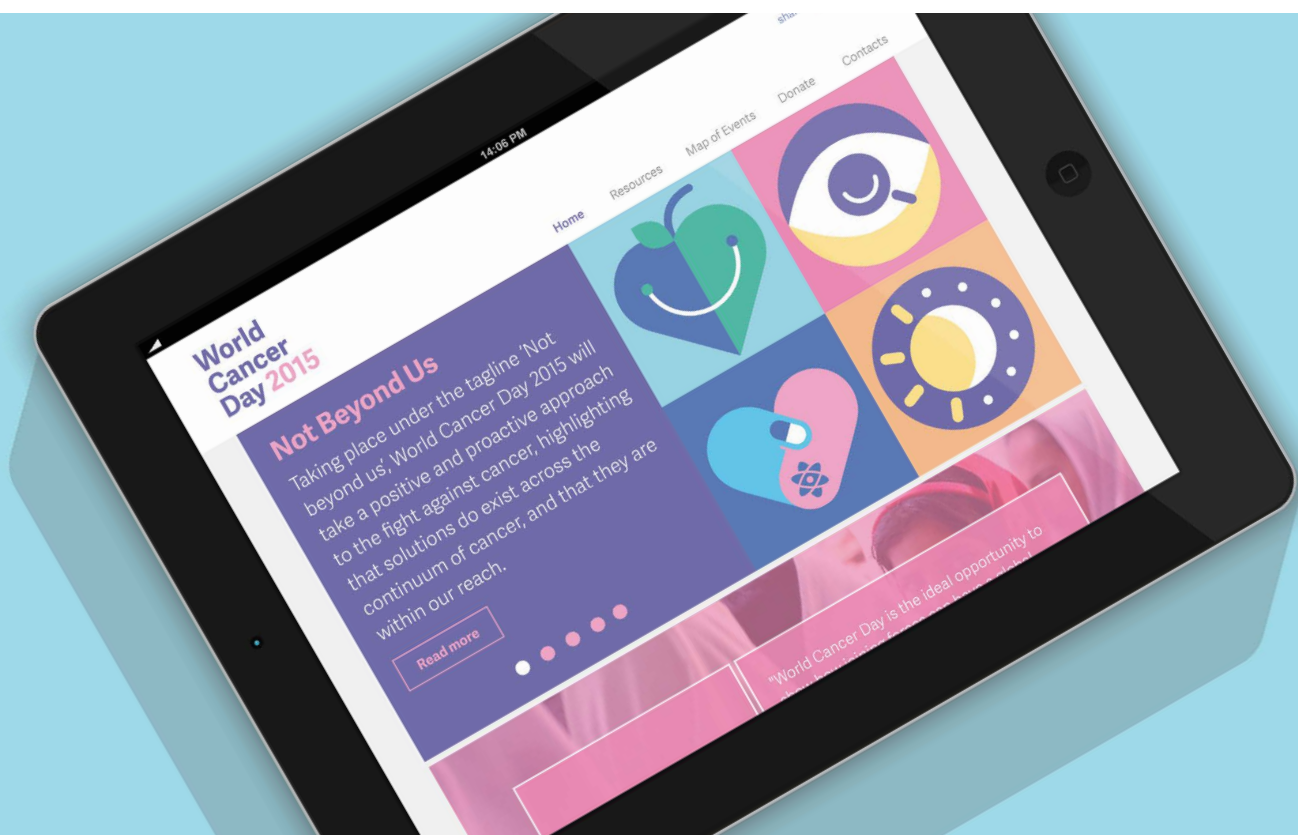 14:06 PM
Home
Resources
Map of Events
Donate
Contacts
World
Cancer
Day 2015
Not Beyond Us
Taking place under the tagline ‘Not
beyond us’, World Cancer Day 2015 will
take a positive and proactive approach
to the fight against cancer, highlighting
that solutions do exist across the
continuum of cancer, and that they are
within our reach.
Read more
"World Cancer Day is the ideal opportunity to